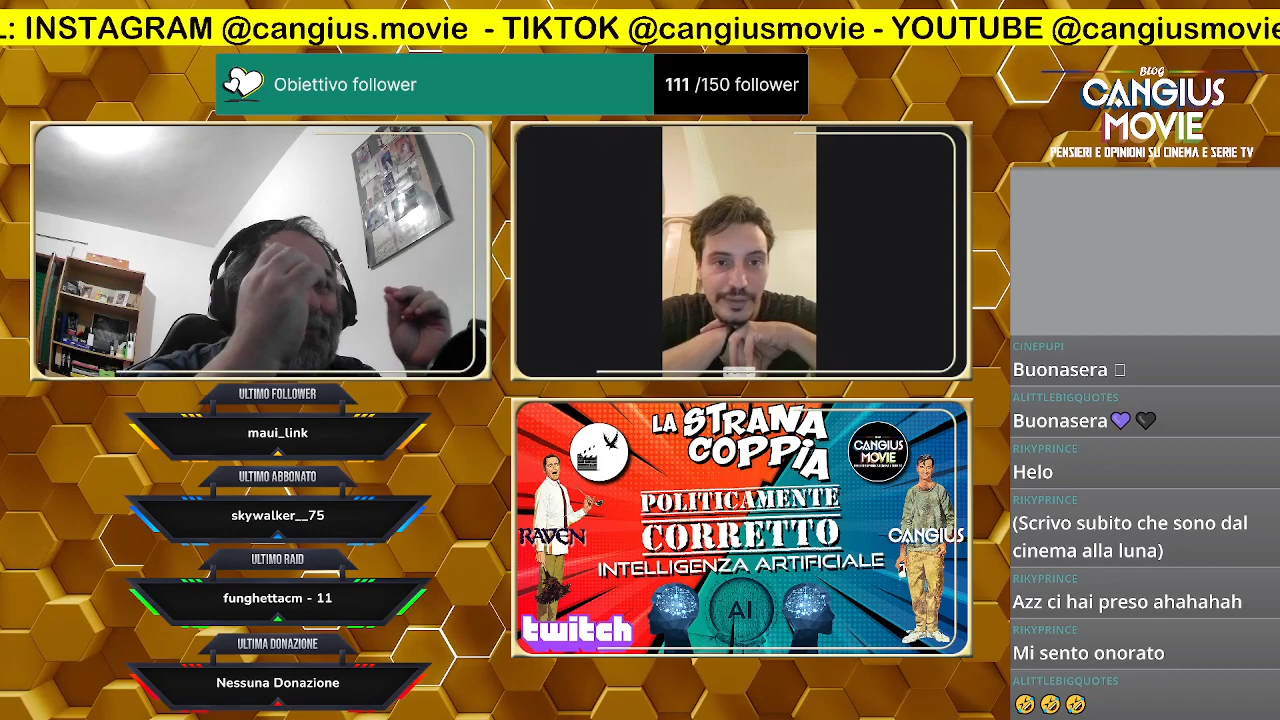 L: INSTAGRAM @cangius.movie - TIKTOK @cangiusmovie - YOUTUBE @cangiusmovie
Obiettivo follower
111 /150 follower
BLOG
CANGIUS
MOVIE
PENSIERI E OPINIONI SU CINEMA E SERIE TV
ULTIMO FOLLOWER
maui_link
ULTIMO ABBONATO
skywalker__75
ULTIMO RAID
funghettacm - 11
ULTIMA DONAZIONE
Nessuna Donazione
LA STRANA
COPPIA
CANGIUS
MOVIE
POLITICAMENTE
CORRETTO
INTELLIGENZA ARTIFICIALE
RAVEN
CANGIUS
AI
twitch
CINEPUPI
Buonasera
ALITTLEBIGQUOTES
Buonasera💜 🖤
RIKYPRINCE
Helo
RIKYPRINCE
(Scrivo subito che sono dal
cinema alla luna)
RIKYPRINCE
Azz ci hai preso ahahahah
RIKYPRINCE
Mi sento onorato
ALITTLEBIGQUOTES
🤣 🤣 🤣